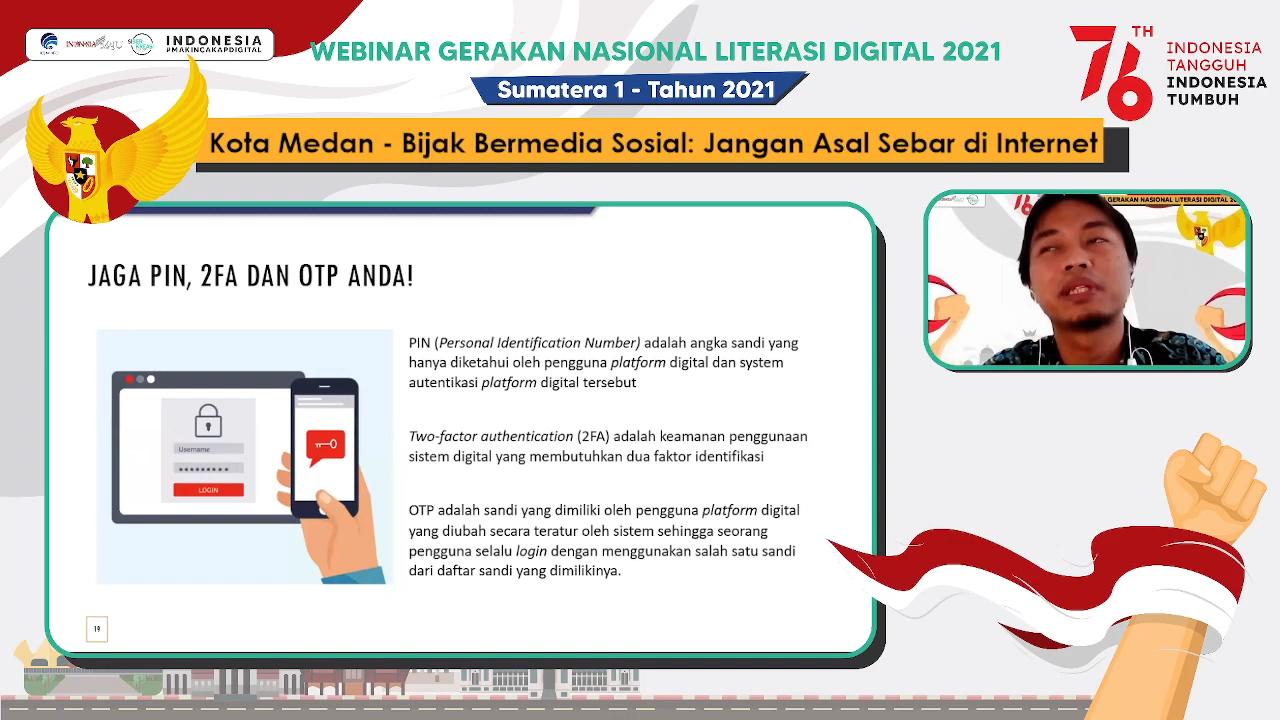 INDONESIA
#MAKINCAKAPDIGITAL
WEBINAR GERAKAN NASIONAL LITERASI DIGITAL 2021
Sumatera 1 - Tahun 2021
Kota Medan - Bijak Bermedia Sosial: Jangan Asal Sebar di Internet
76TH
INDONESIA
TANGGUH
INDONESIA
TUMBUH
JAGA PIN, 2FA DAN OTP ANDA!
Username
LOGIN
PIN (Personal Identification Number) adalah angka sandi yang
hanya diketahui oleh pengguna platform digital dan system
autentikasi platform digital tersebut
Two-factor authentication (2FA) adalah keamanan penggunaan
sistem digital yang membutuhkan dua faktor identifikasi
OTP adalah sandi yang dimiliki oleh pengguna platform digital
yang diubah secara teratur oleh sistem sehingga seorang
pengguna selalu login dengan menggunakan salah satu sandi
dari daftar sandi yang dimilikinya.
19
GERAKAN NASIONAL LITERASI DIGITAL